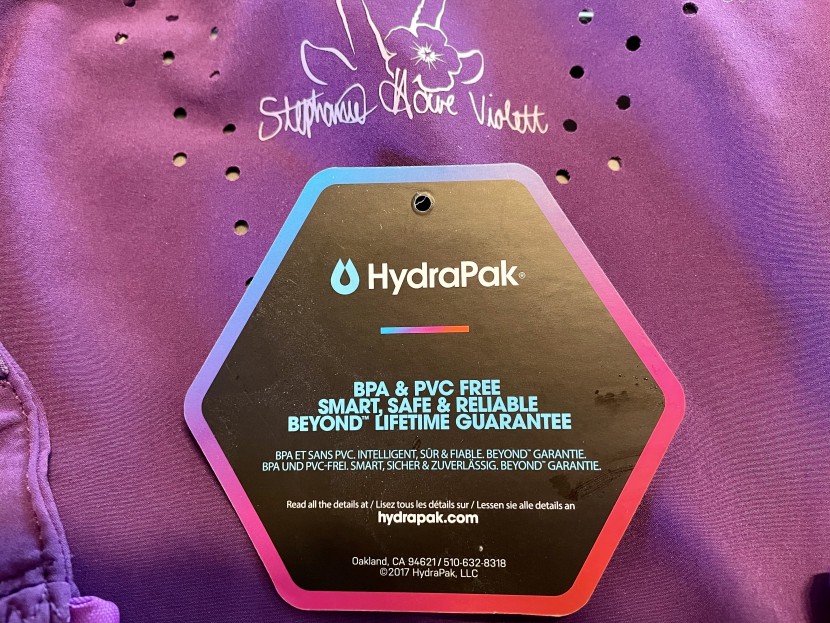 Stephanie Howe Violett
HydraPak®
BPA & PVC FREE
SMART, SAFE & RELIABLE
BEYOND™ LIFETIME GUARANTEE
BPA ET SANS PVC. INTELLIGENT, SÛR & FIABLE. BEYOND™ GARANTIE.
BPA UND PVC-FREI. SMART, SICHER & ZUVERLÄSSIG. BEYOND™ GARANTIE.
Read all the details at / Lisez tous les détails sur / Lessen sie alle details an
hydrapak.com
Oakland, CA 94621 / 510-632-8318
©2017 HydraPak, LLC